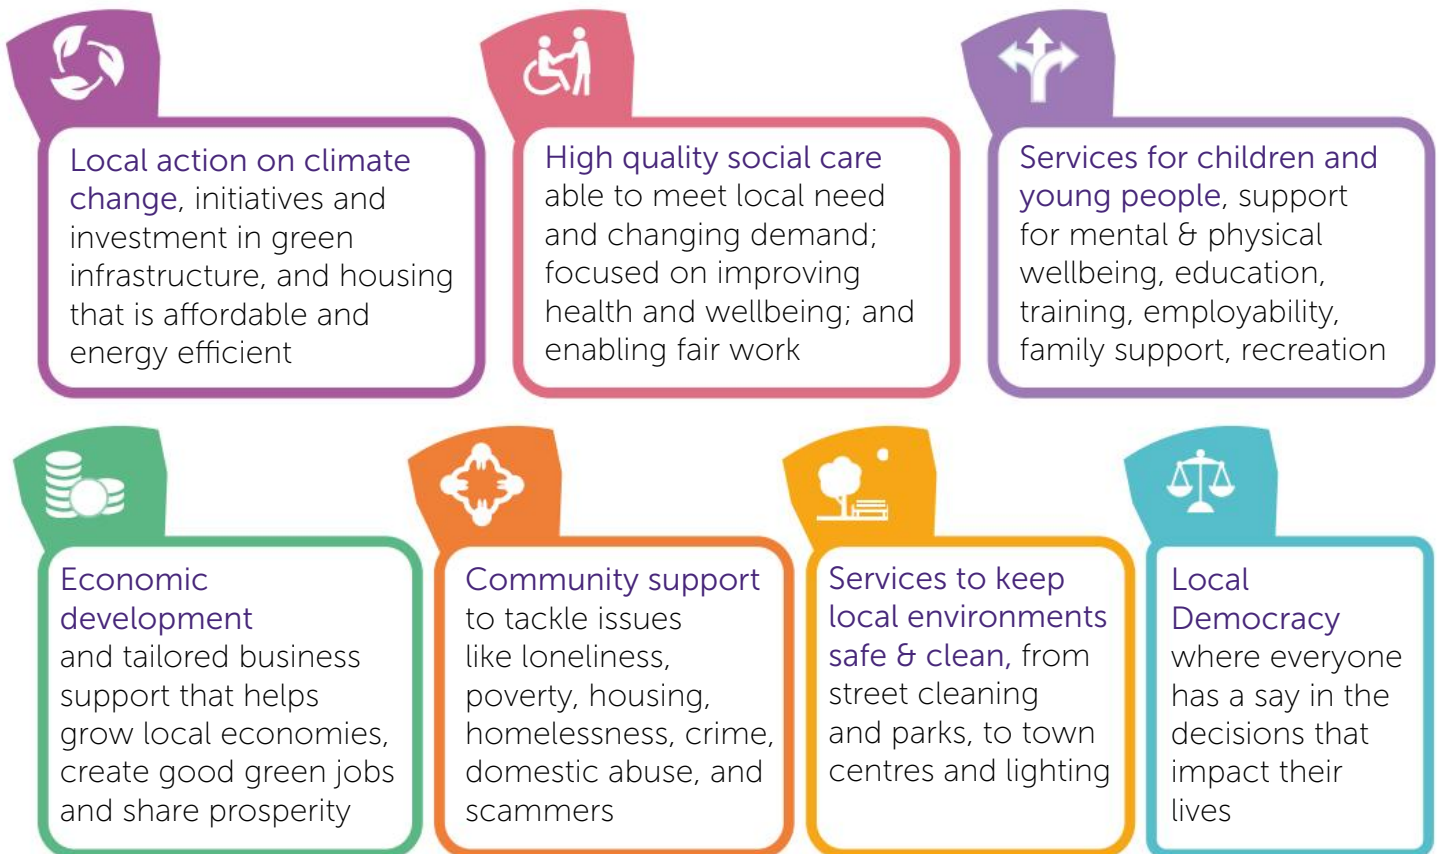 Local action on climate
change, initiatives and
investment in green
infrastructure, and housing
that is affordable and
energy efficient
High quality social care
able to meet local need
and changing demand;
focused on improving
health and wellbeing; and
enabling fair work
Services for children and
young people, support
for mental & physical
wellbeing, education,
training, employability,
family support, recreation
Economic
development
and tailored business
support that helps
grow local economies,
create good green jobs
and share prosperity
Community support
to tackle issues
like loneliness,
poverty, housing,
homelessness, crime,
domestic abuse, and
scammers
Services to keep
local environments
safe & clean, from
street cleaning
and parks, to town
centres and lighting
Local
Democracy
where everyone
has a say in the
decisions that
impact their
lives